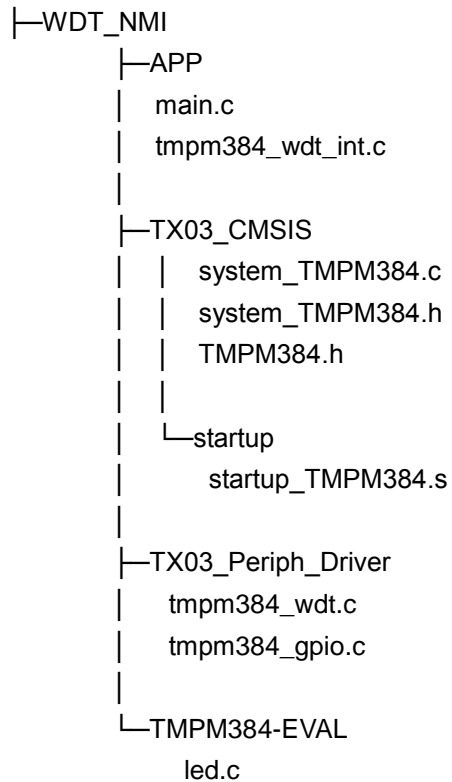 WDT_NMI
APP
main.c
tmpm384_wdt_int.c
TX03_CMSIS
system_TMPM384.c
system_TMPM384.h
TMPM384.h
startup
startup_TMPM384.s
TX03_Periph_Driver
tmpm384_wdt.c
tmpm384_gpio.c
TMPM384-EVAL
led.c